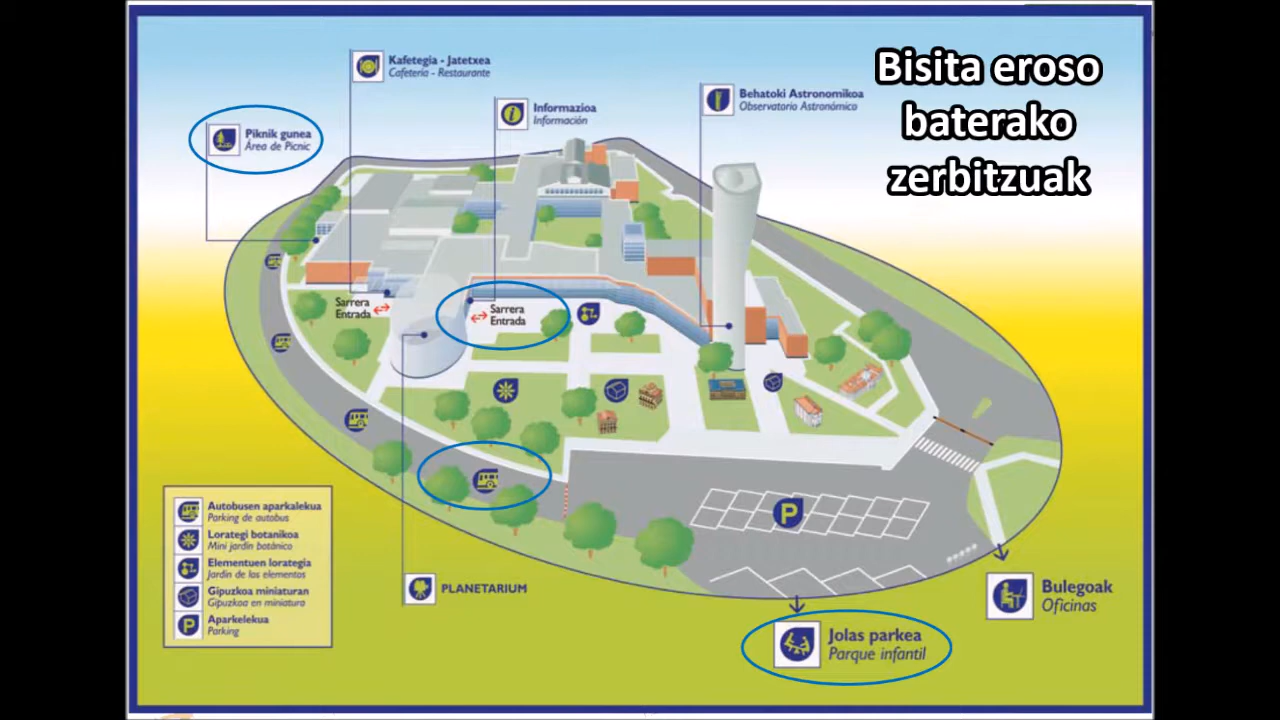 Bisita eroso
baterako
zerbitzuak
Kafetegia - Jatetxea
Cafetería - Restaurante
Informazioa
Información
Behatoki Astronomikoa
Observatorio Astronómico
Piknik gunea
Área de Picnic
Sarrera
Entrada
Sarrera
Entrada
P
Autobusen aparkalekua
Parking de autobus
Lorategi botanikoa
Mini jardín botánico
Elementuen lorategia
Jardín de los elementos
Gipuzkoa miniaturan
Gipuzkoa en miniatura
P
Aparkelekua
Parking
PLANETARIUM
Bulegoak
Oficinas
Jolas parkea
Parque infantil